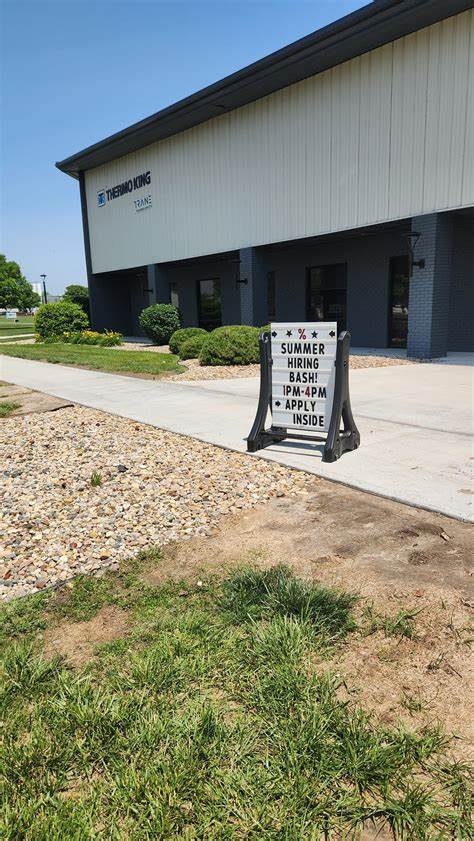 THERMO KING
TRANE
%
SUMMER
HIRING
BASH!
1PM-4PM
APPLY
INSIDE